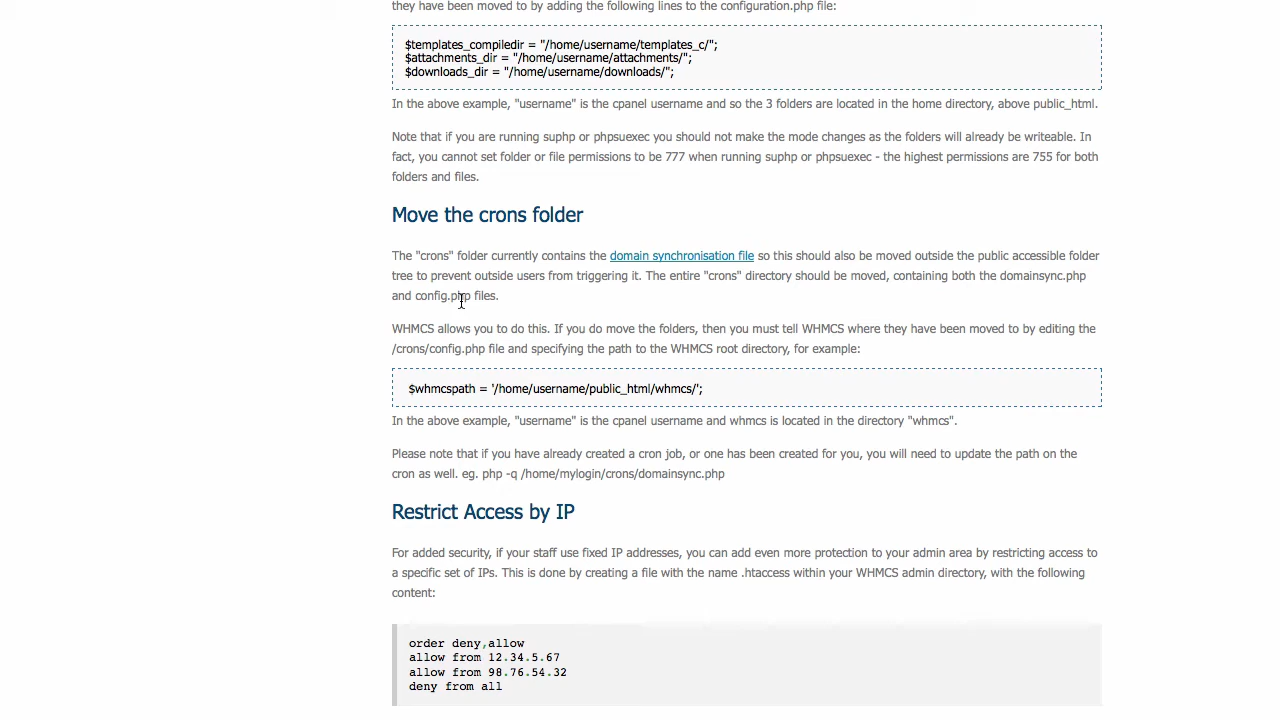 they have been moved to by adding the following lines to the configuration.php file:
$templates_compiledir = "/home/username/templates_c/";
$attachments_dir = "/home/username/attachments/";
$downloads_dir = "/home/username/downloads/";
In the above example, "username" is the cpanel username and so the 3 folders are located in the home directory, above public_html.
Note that if you are running suphp or phpsuexec you should not make the mode changes as the folders will already be writeable. In
fact, you cannot set folder or file permissions to be 777 when running suphp or phpsuexec - the highest permissions are 755 for both
folders and files.
Move the crons folder
The "crons" folder currently contains the domain synchronisation file so this should also be moved outside the public accessible folder
tree to prevent outside users from triggering it. The entire "crons" directory should be moved, containing both the domainsync.php
and config.php files.
WHMCS allows you to do this. If you do move the folders, then you must tell WHMCS where they have been moved to by editing the
/crons/config.php file and specifying the path to the WHMCS root directory, for example:
$whmcspath = '/home/username/public_html/whmcs/';
In the above example, "username" is the cpanel username and whmcs is located in the directory "whmcs".
Please note that if you have already created a cron job, or one has been created for you, you will need to update the path on the
cron as well. eg. php -q /home/mylogin/crons/domainsync.php
Restrict Access by IP
For added security, if your staff use fixed IP addresses, you can add even more protection to your admin area by restricting access to
a specific set of IPs. This is done by creating a file with the name .htaccess within your WHMCS admin directory, with the following
content:
order deny,allow
allow from 12.34.5.67
allow from 98.76.54.32
deny from all